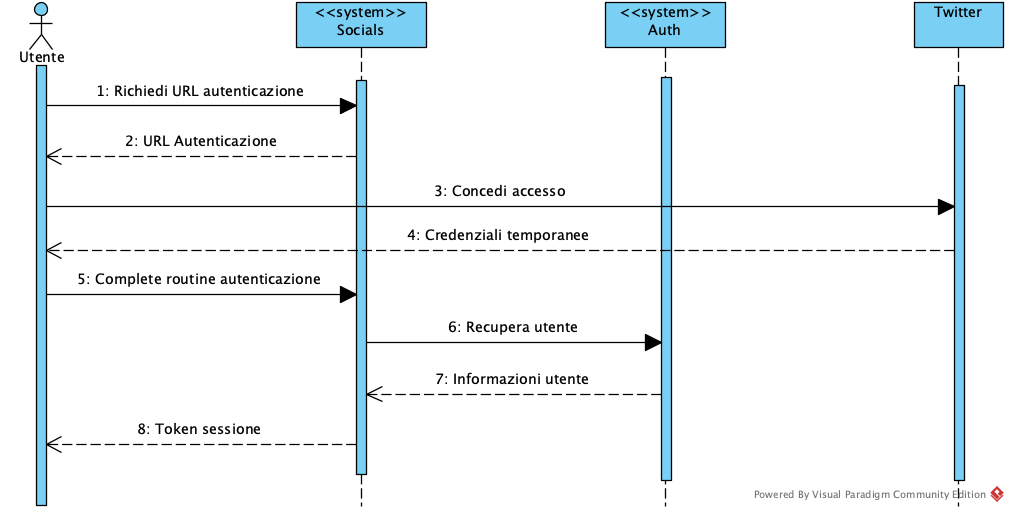 <<system>>
Socials
<<system>>
Auth
Twitter
Utente
1: Richiedi URL autenticazione
2: URL Autenticazione
3: Concedi accesso
4: Credenziali temporanee
5: Complete routine autenticazione
6: Recupera utente
7: Informazioni utente
8: Token sessione
Powered By Visual Paradigm Community Edition